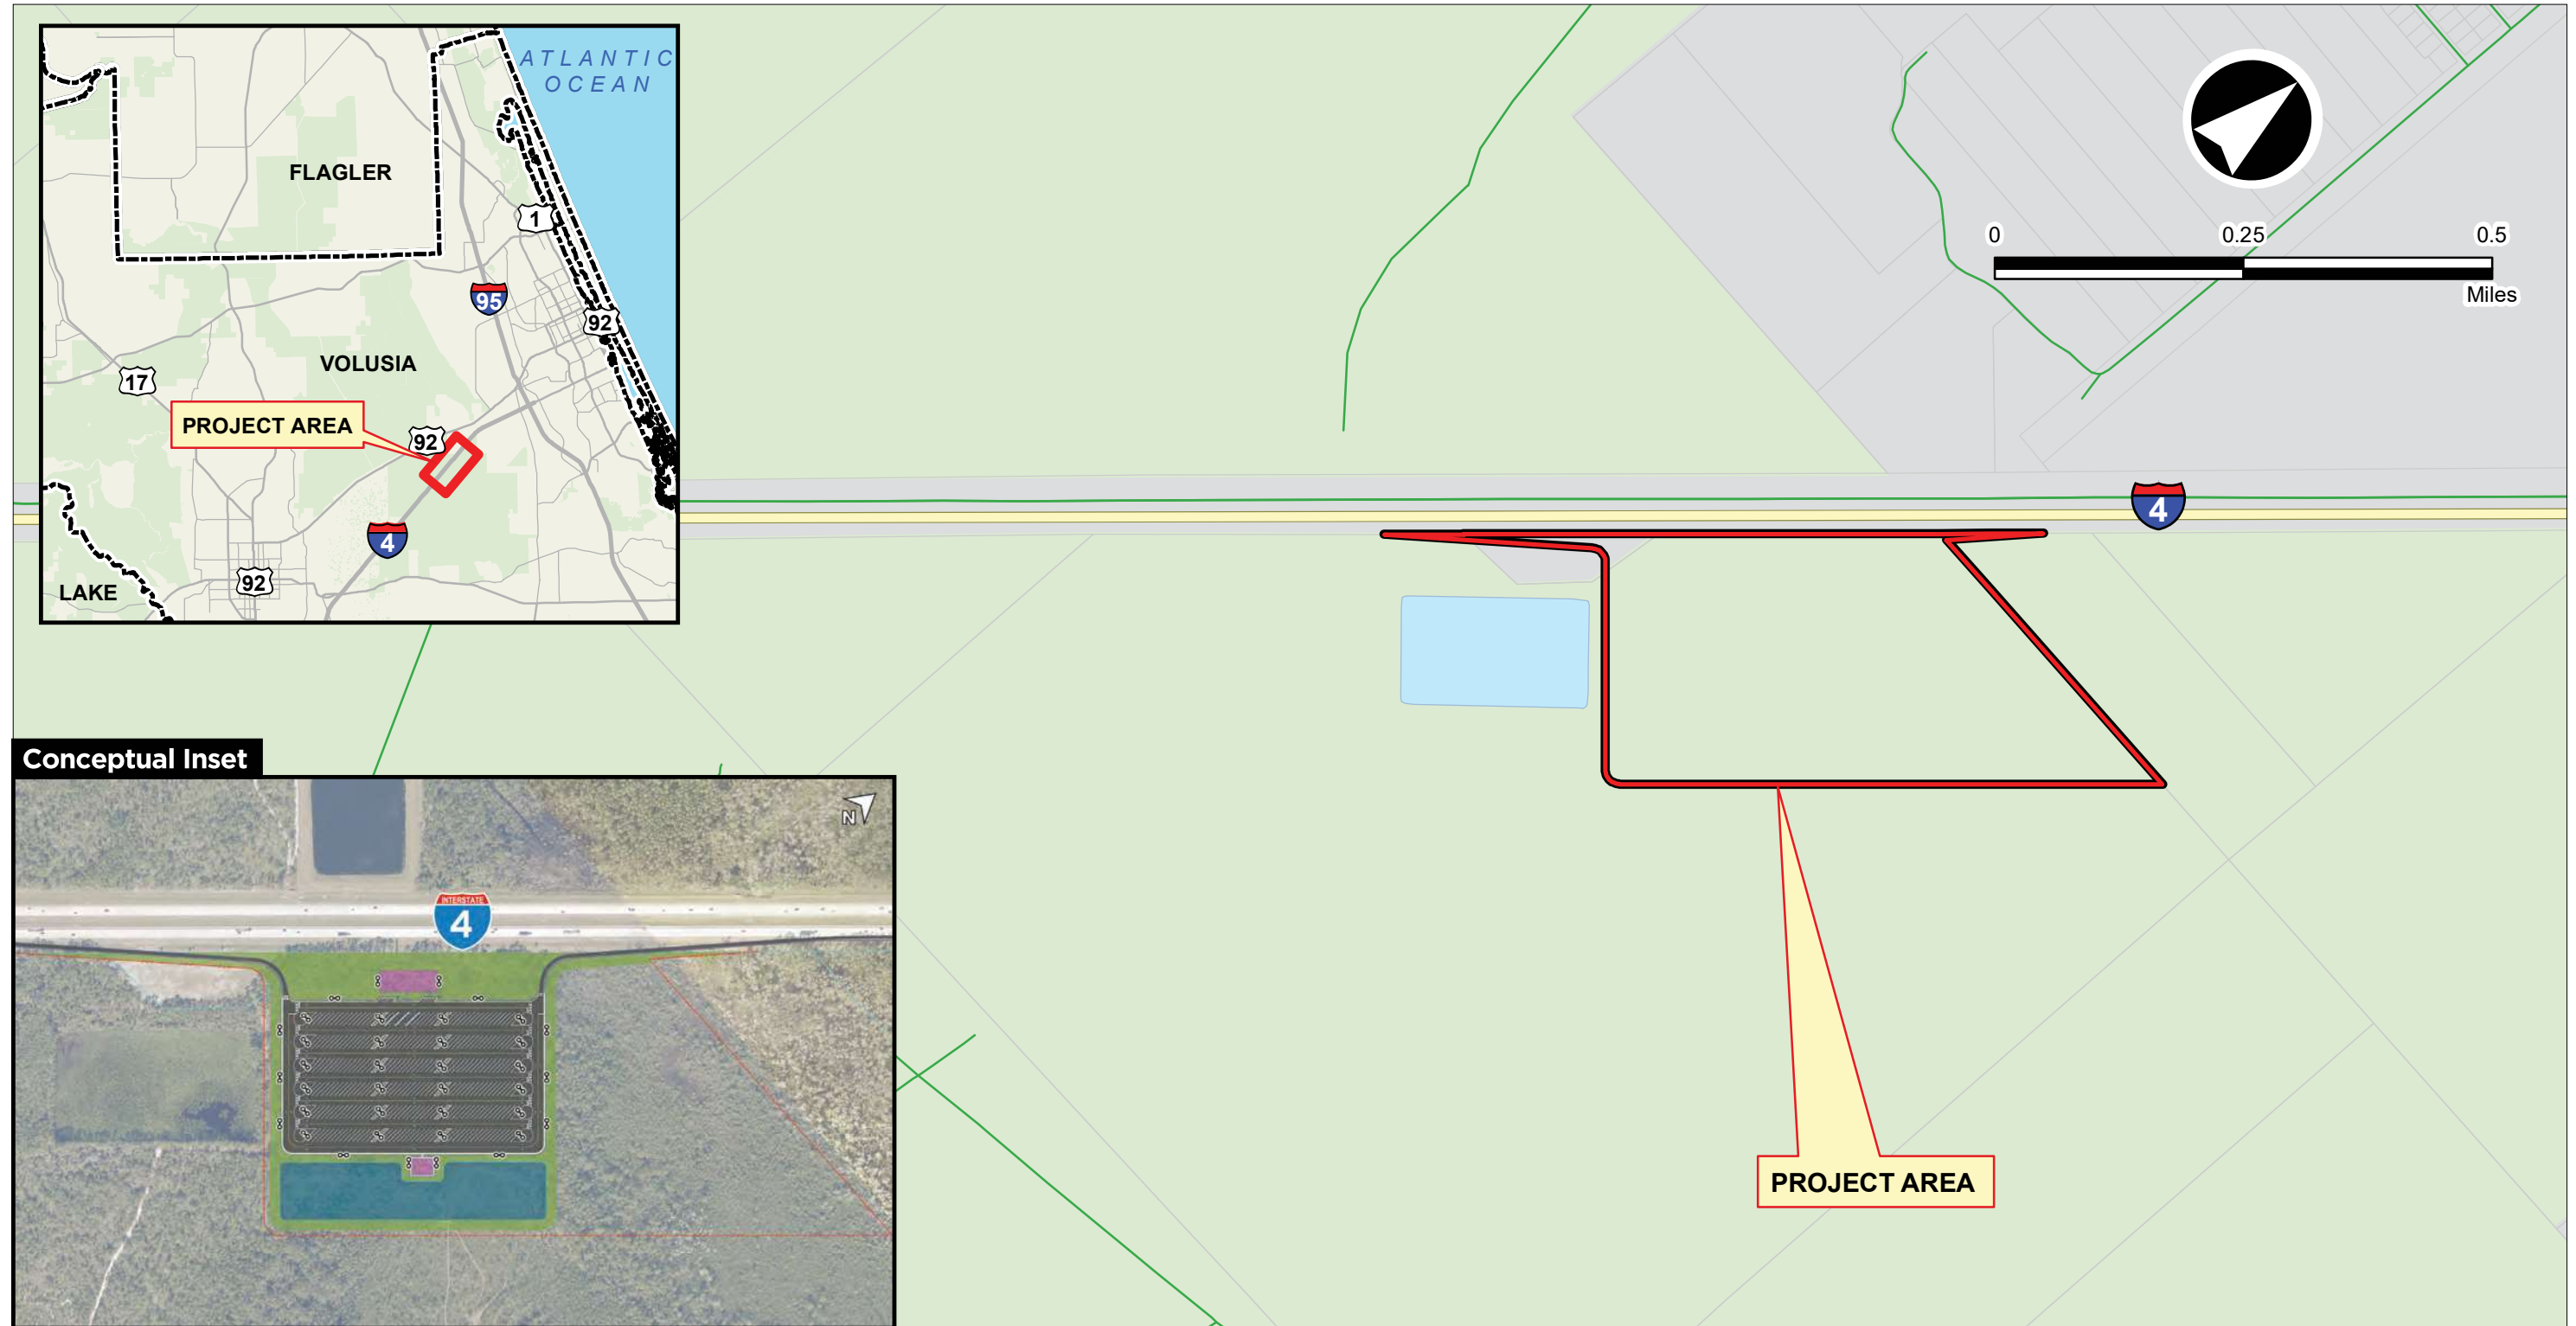 ATLANTIC
OCEAN
FLAGLER
1
95
92
VOLUSIA
17
PROJECT AREA
92
4
92
LAKE
0 0.25 0.5
Miles
4
PROJECT AREA
Conceptual Inset
N
INTERSTATE
4